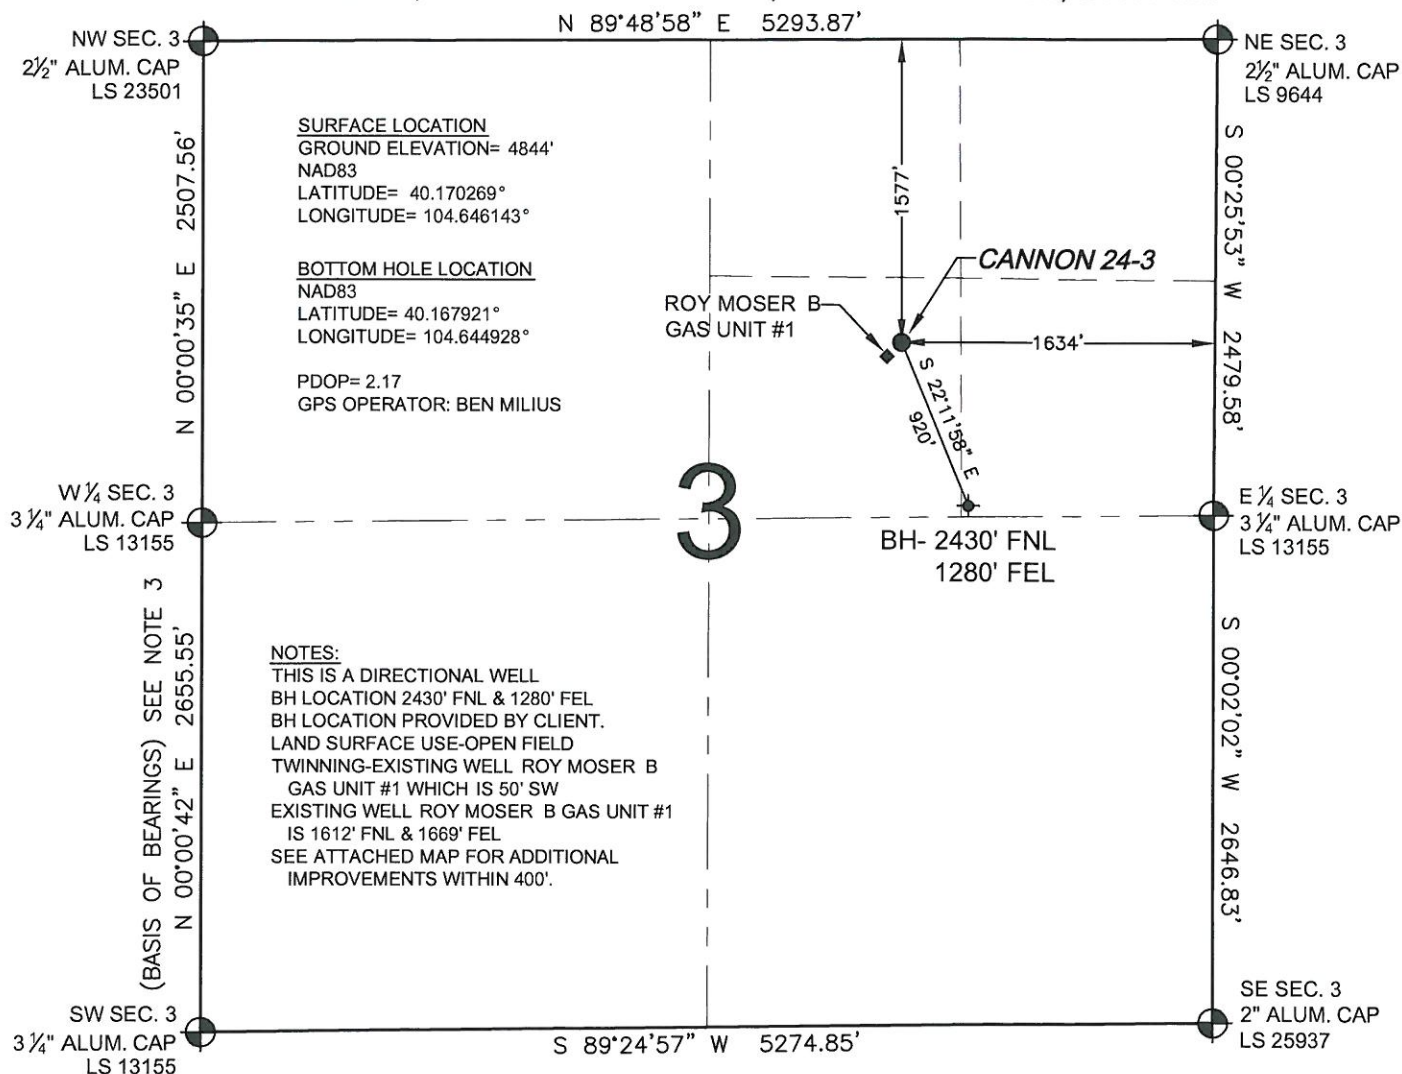 N 89°48'58" E 5293.87'
NW SEC. 3
2½" ALUM. CAP
LS 23501
NE SEC. 3
2½" ALUM. CAP
LS 9644
N 00°00'35" E 2507.56'
SURFACE LOCATION
GROUND ELEVATION= 4844'
NAD83
LATITUDE= 40.170269°
LONGITUDE= 104.646143°
BOTTOM HOLE LOCATION
NAD83
LATITUDE= 40.167921°
LONGITUDE= 104.644928°
PDOP= 2.17
GPS OPERATOR: BEN MILIUS
1577'
CANNON 24-3
ROY MOSER B
GAS UNIT #1
1634'
S 22°11'58" E
920'
S 00°25'53" W 2479.58'
W ¼ SEC. 3
3 ¼" ALUM. CAP
LS 13155
3
BH- 2430' FNL
1280' FEL
E ¼ SEC. 3
3 ¼" ALUM. CAP
LS 13155
(BASIS OF BEARINGS) SEE NOTE 3
N 00°00'42" E 2655.55'
NOTES:
THIS IS A DIRECTIONAL WELL
BH LOCATION 2430' FNL & 1280' FEL
BH LOCATION PROVIDED BY CLIENT.
LAND SURFACE USE-OPEN FIELD
TWINNING-EXISTING WELL ROY MOSER B
GAS UNIT #1 WHICH IS 50' SW
EXISTING WELL ROY MOSER B GAS UNIT #1
IS 1612' FNL & 1669' FEL
SEE ATTACHED MAP FOR ADDITIONAL
IMPROVEMENTS WITHIN 400'.
S 00°02'02" W 2646.83'
SW SEC. 3
3 ¼" ALUM. CAP
LS 13155
S 89°24'57" W 5274.85'
SE SEC. 3
2" ALUM. CAP
LS 25937